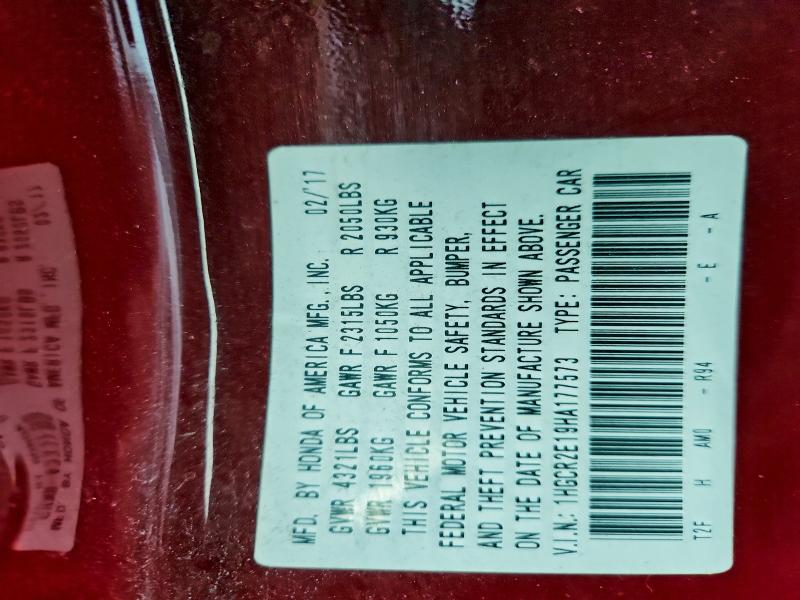 MFD. BY HONDA OF AMERICA MFG., INC. 02/'17
GVWR 4321LBS GAWR F 2315LBS R 2050LBS
GVWR 1960KG GAWR F 1050KG R 930KG
THIS VEHICLE CONFORMS TO ALL APPLICABLE
FEDERAL MOTOR VEHICLE SAFETY, BUMPER,
AND THEFT PREVENTION STANDARDS IN EFFECT
ON THE DATE OF MANUFACTURE SHOWN ABOVE.
V.I.N.: 1HGCR2E19HA177573 TYPE: PASSENGER CAR
T2F H AMO - R94 - E - A